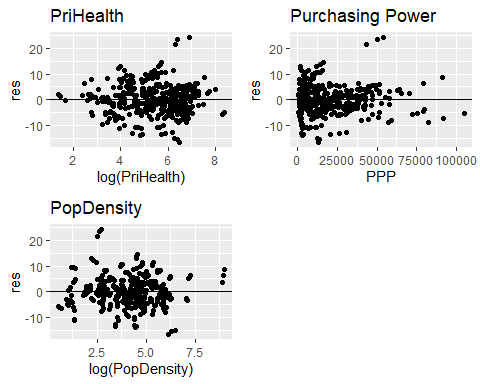 PriHealth
res
20
10
0
-10
2
4
6
8
log(PriHealth)
Purchasing Power
res
20
10
0
-10
0
25000
50000
75000
100000
PPP
PopDensity
res
20
10
0
-10
2.5
5.0
7.5
log(PopDensity)